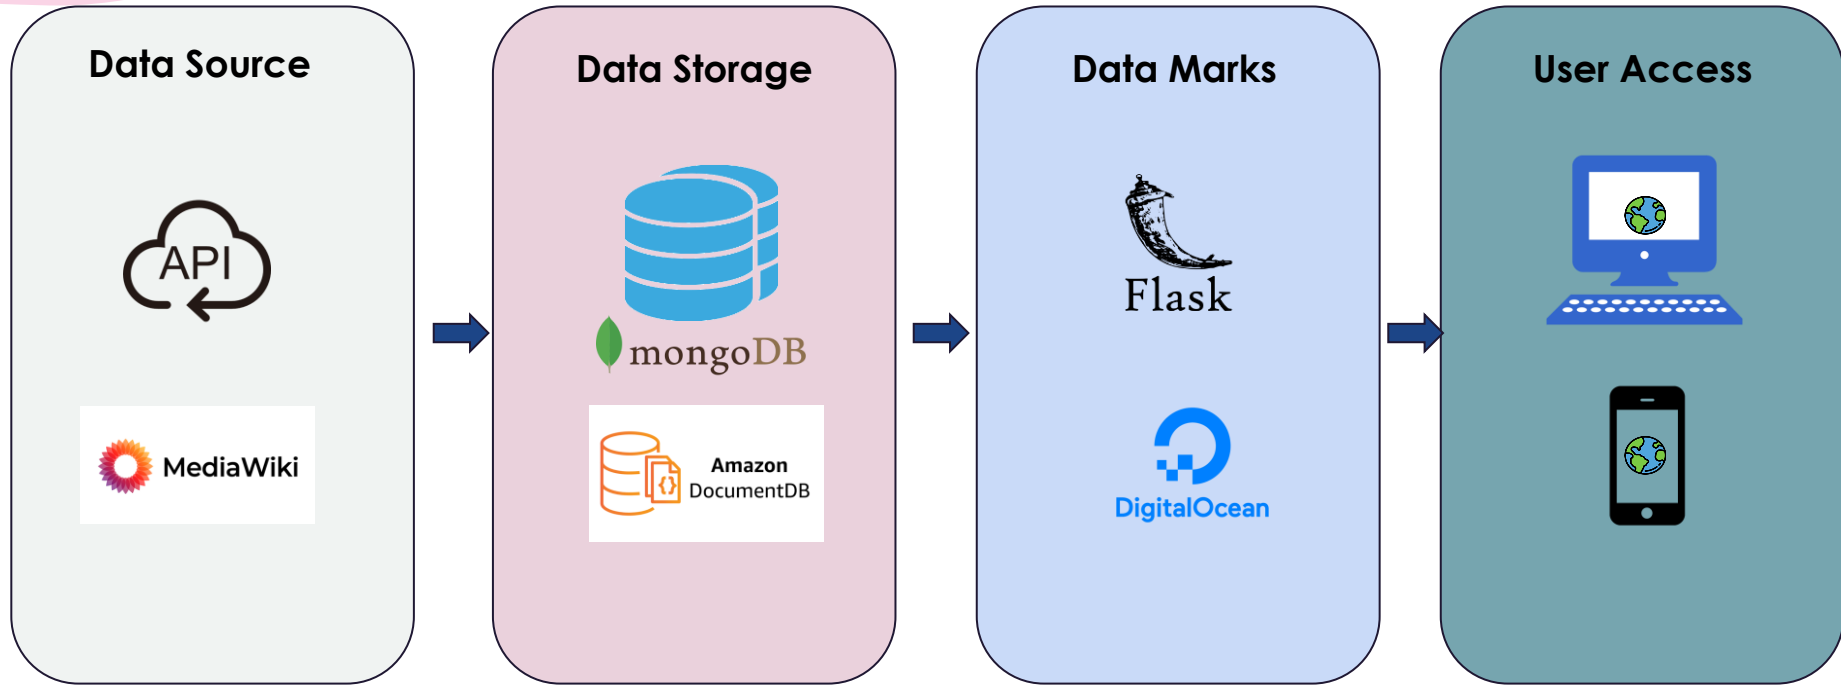 Data Source
API
MediaWiki
Data Storage
mongoDB
Amazon
DocumentDB
{}
Data Marks
Flask
DigitalOcean
User Access